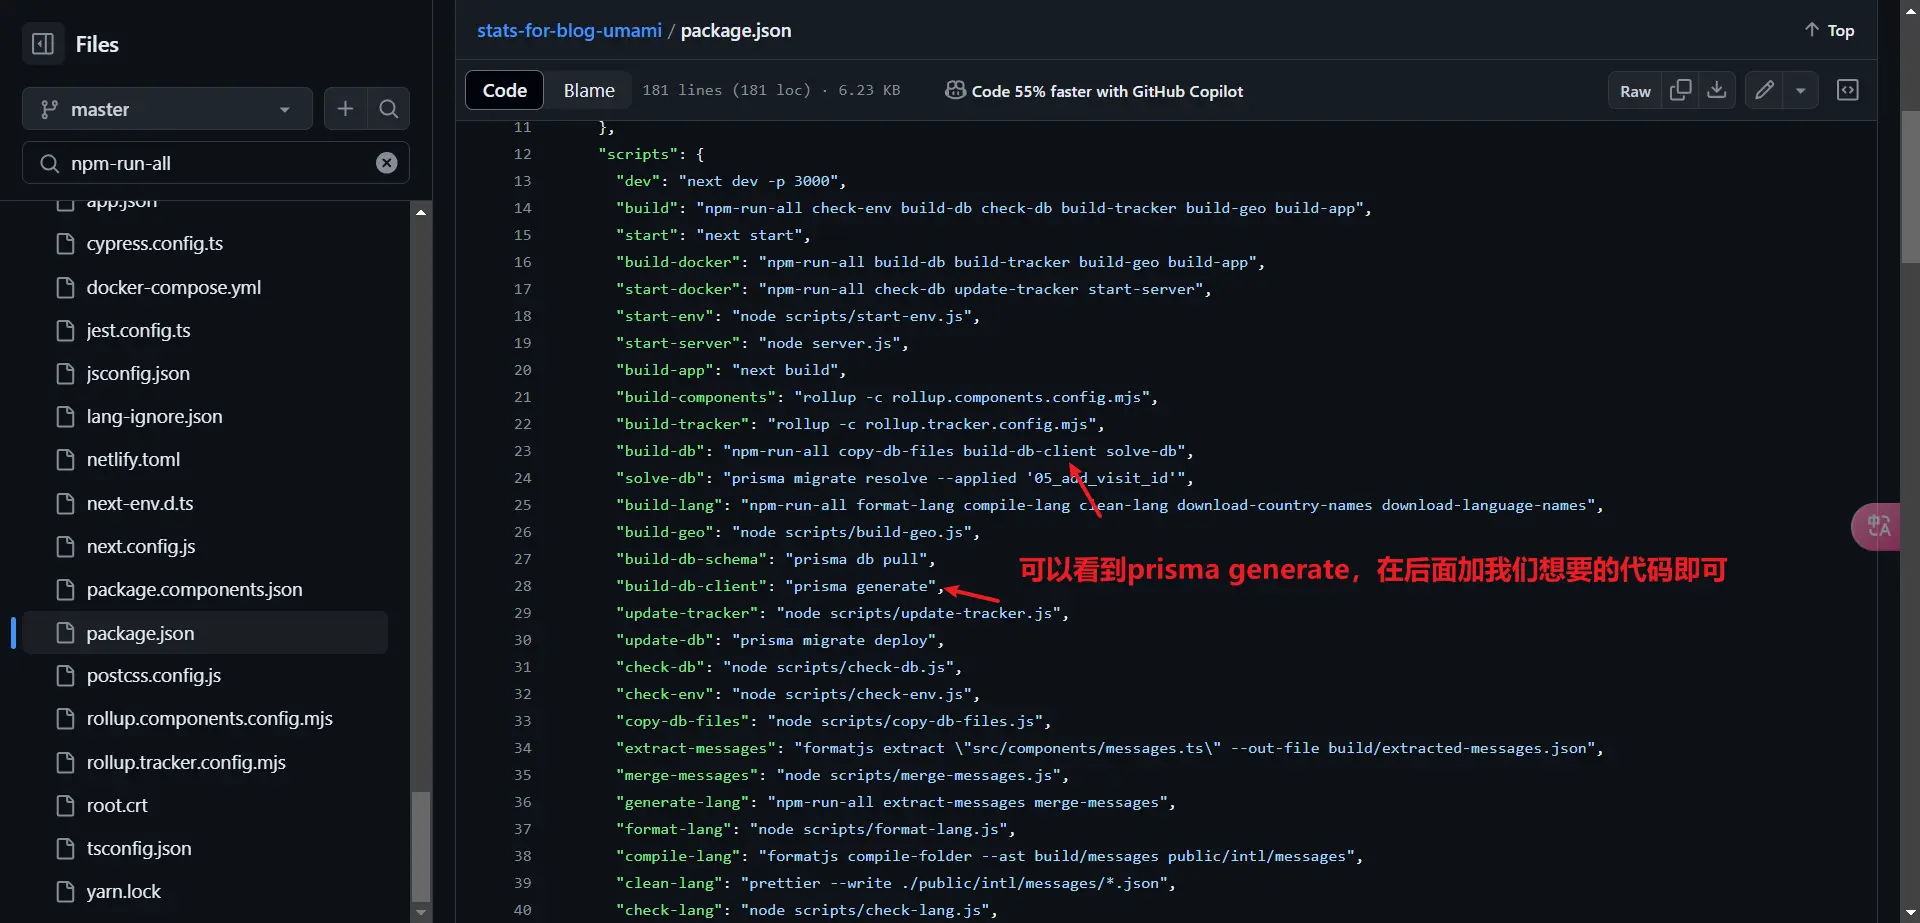 Files
master
npm-run-all
app.json
cypress.config.ts
docker-compose.yml
jest.config.ts
jsconfig.json
lang-ignore.json
netlify.toml
next-env.d.ts
next.config.js
package.components.json
package.json
postcss.config.js
rollup.components.config.mjs
rollup.tracker.config.mjs
root.crt
tsconfig.json
yarn.lock
stats-for-blog-umami / package.json
Top
Code Blame 181 lines (181 loc) · 6.23 KB Code 55% faster with GitHub Copilot Raw
11 },
12 "scripts": {
13 "dev": "next dev -p 3000",
14 "build": "npm-run-all check-env build-db check-db build-tracker build-geo build-app",
15 "start": "next start",
16 "build-docker": "npm-run-all build-db build-tracker build-geo build-app",
17 "start-docker": "npm-run-all check-db update-tracker start-server",
18 "start-env": "node scripts/start-env.js",
19 "start-server": "node server.js",
20 "build-app": "next build",
21 "build-components": "rollup -c rollup.components.config.mjs",
22 "build-tracker": "rollup -c rollup.tracker.config.mjs",
23 "build-db": "npm-run-all copy-db-files build-db-client solve-db",
24 "solve-db": "prisma migrate resolve --applied '05_add_visit_id'",
25 "build-lang": "npm-run-all format-lang compile-lang clean-lang download-country-names download-language-names",
26 "build-geo": "node scripts/build-geo.js",
27 "build-db-schema": "prisma db pull",
可以看到prisma generate，在后面加我们想要的代码即可
28 "build-db-client": "prisma generate",
29 "update-tracker": "node scripts/update-tracker.js",
30 "update-db": "prisma migrate deploy",
31 "check-db": "node scripts/check-db.js",
32 "check-env": "node scripts/check-env.js",
33 "copy-db-files": "node scripts/copy-db-files.js",
34 "extract-messages": "formatjs extract \"src/components/messages.ts\" --out-file build/extracted-messages.json",
35 "merge-messages": "node scripts/merge-messages.js",
36 "generate-lang": "npm-run-all extract-messages merge-messages",
37 "format-lang": "node scripts/format-lang.js",
38 "compile-lang": "formatjs compile-folder --ast build/messages public/intl/messages",
39 "clean-lang": "prettier --write ./public/intl/messages/*.json",
40 "check-lang": "node scripts/check-lang.js",